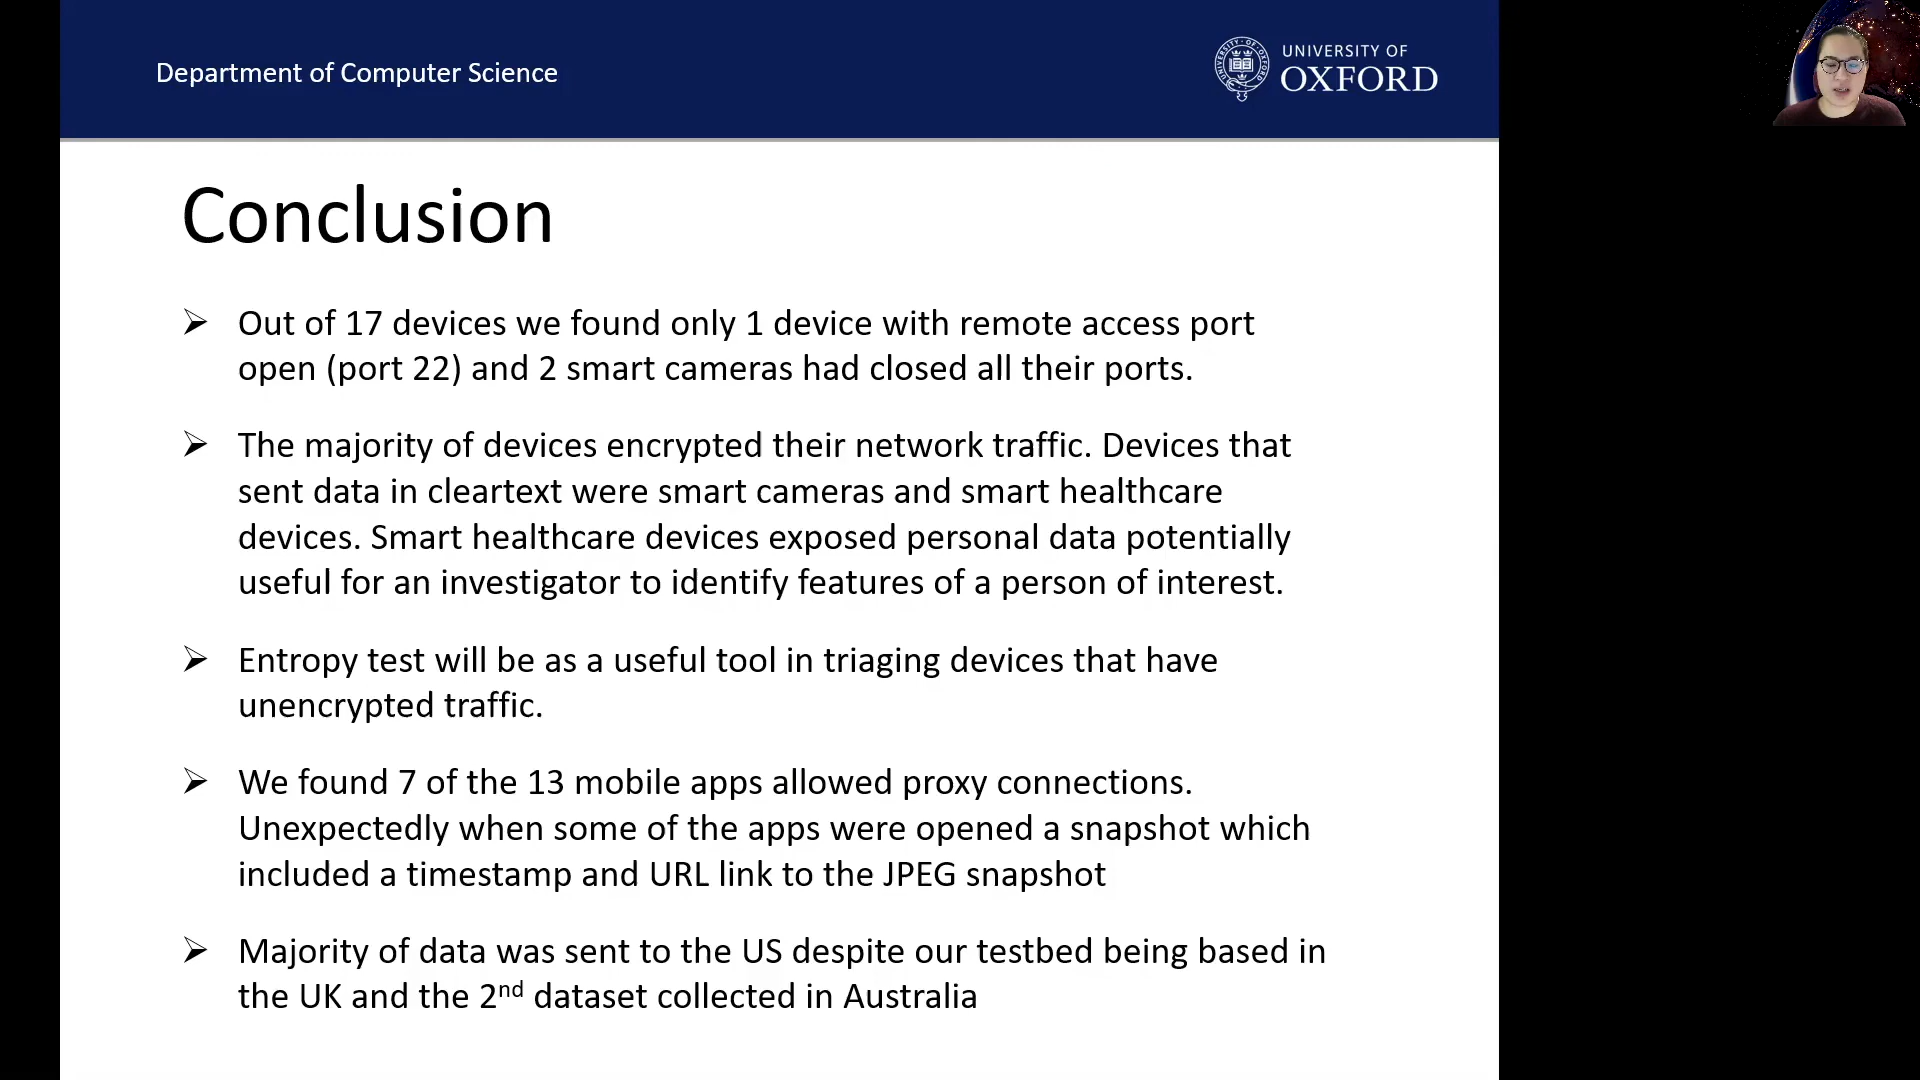 Department of Computer Science
UNIVERSITY OF
OXFORD
Conclusion
➢ Out of 17 devices we found only 1 device with remote access port
open (port 22) and 2 smart cameras had closed all their ports.
➢ The majority of devices encrypted their network traffic. Devices that
sent data in cleartext were smart cameras and smart healthcare
devices. Smart healthcare devices exposed personal data potentially
useful for an investigator to identify features of a person of interest.
➢ Entropy test will be as a useful tool in triaging devices that have
unencrypted traffic.
➢ We found 7 of the 13 mobile apps allowed proxy connections.
Unexpectedly when some of the apps were opened a snapshot which
included a timestamp and URL link to the JPEG snapshot
➢ Majority of data was sent to the US despite our testbed being based in
the UK and the 2nd dataset collected in Australia